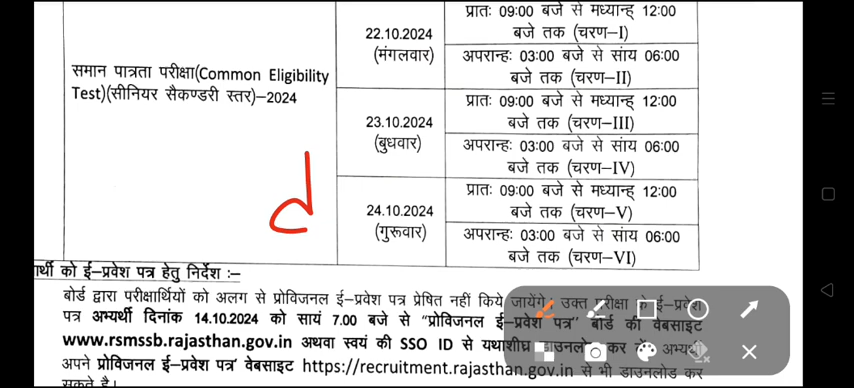 प्रातः 09:00 बजे से मध्यान्ह् 12:00
22.10.2024
बजे तक (चरण-I)
(मंगलवार)
अपरान्हः 03:00 बजे से सांय 06:00
समान पात्रता परीक्षा(Common Eligibility
बजे तक (चरण-II)
Test)(सीनियर सैकण्डरी स्तर)-2024
प्रातः 09:00 बजे से मध्यान्ह् 12:00
23.10.2024
बजे तक (चरण-III)
(बुधवार)
अपरान्हः 03:00 बजे से सांय 06:00
बजे तक (चरण-IV)
d
प्रातः 09:00 बजे से मध्यान्ह् 12:00
24.10.2024
बजे तक (चरण-V)
(गुरूवार)
अपरान्हः 03:00 बजे से सांय 06:00
बजे तक (चरण-VI)
र्थी को ई-प्रवेश पत्र हेतु निर्देश :-
बोर्ड द्वारा परीक्षार्थियों को अलग से प्रोविजनल ई-प्रवेश पत्र प्रेषित नहीं किये जायेंगे। उक्त परीक्षा के ई-प्रवेश
पत्र अभ्यर्थी दिनांक 14.10.2024 को सायं 7.00 बजे से "प्रोविजनल ई-प्रवेश पत्र" बोर्ड की वेबसाइट
www.rsmssb.rajasthan.gov.in अथवा स्वयं की SSO ID से यथाशीघ्र डाउनलोड कर अभ्यर्थी
अपने प्रोविजनल ई-प्रवेश पत्र' वेबसाइट https://recruitment.rajasthan.gov.in से भी डाउनलोड कर
सकते है।